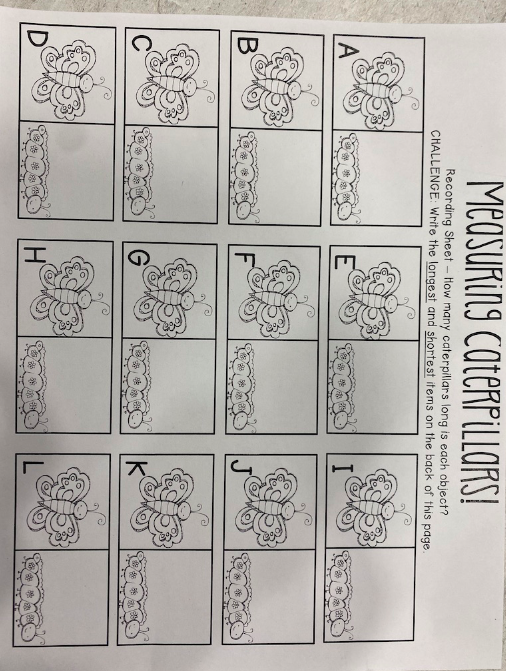 Measuring Caterpillars!
Recording Sheet – How many caterpillars long is each object?
CHALLENGE: Write the longest and shortest items on the back of this page.
A
E
I
B
F
J
C
G
K
D
H
L